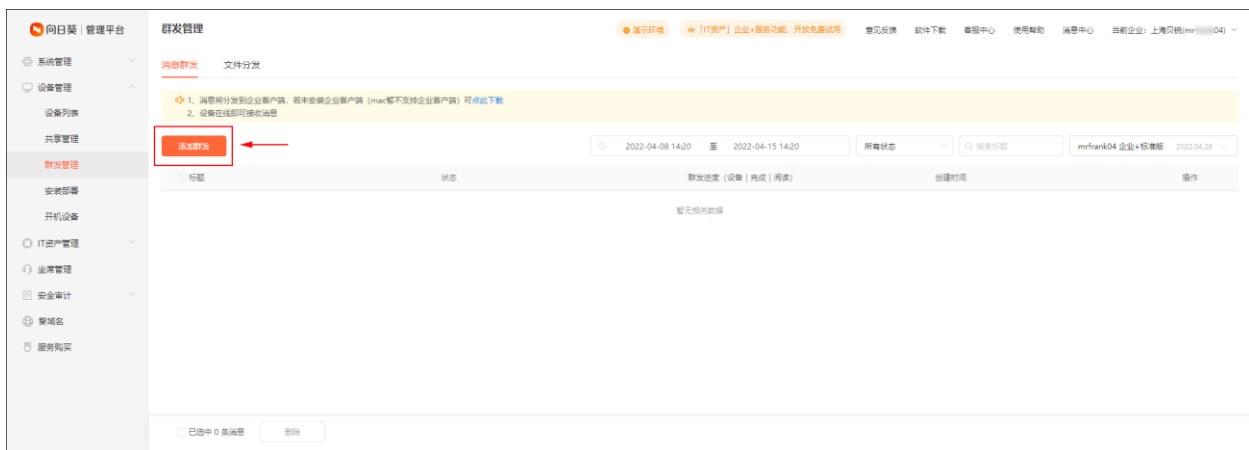 向日葵 | 管理平台
群发管理
演示环境
「IT资产」企业+服务功能，开放免费试用
意见反馈
软件下载
客服中心
使用帮助
消息中心
当前企业：上海贝锐(mr 04)
系统管理
设备管理
设备列表
共享管理
群发管理
安装部署
开机设备
IT资产管理
坐席管理
安全审计
葵域名
服务购买
消息群发
文件分发
1、消息将分发到企业客户端，若未安装企业客户端（mac暂不支持企业客户端）可点此下载
2、设备在线即可接收消息
添加群发
2022-04-08 14:20 至 2022-04-15 14:20
所有状态
搜索标题
mrfrank04 企业+标准版 2022.04.28
标题
状态
群发进度（设备 | 完成 | 阅读）
创建时间
操作
暂无相关数据
已选中 0 条消息
删除